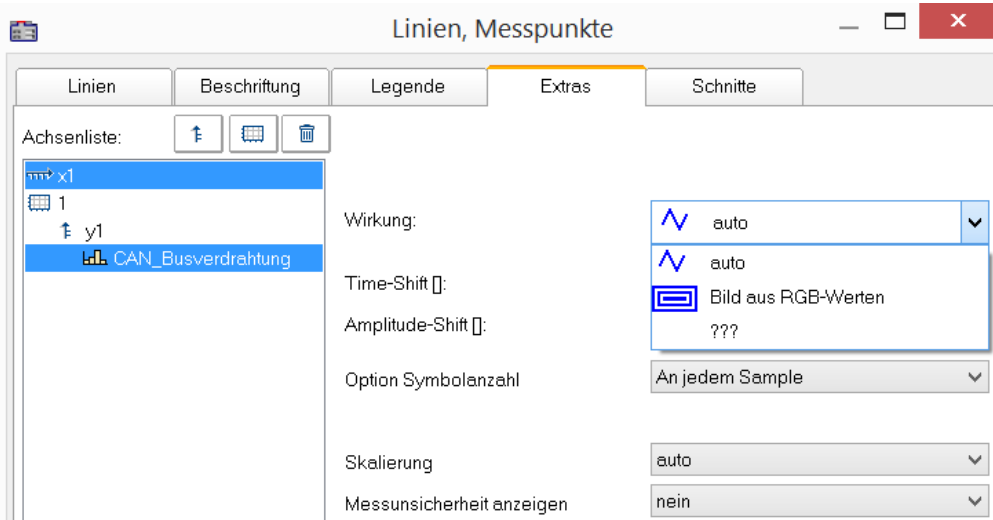 Linien, Messpunkte
Linien Beschriftung Legende Extras Schnitte
Achsenliste:
x1
1
y1
CAN_Busverdrahtung
Wirkung: auto
auto
Bild aus RGB-Werten
???
Time-Shift []:
Amplitude-Shift []:
Option Symbolanzahl An jedem Sample
Skalierung auto
Messunsicherheit anzeigen nein